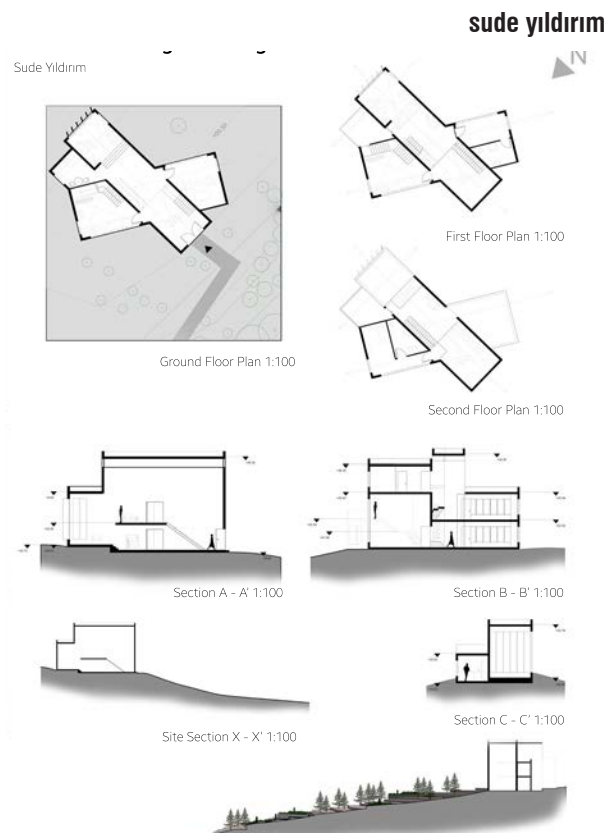 sude yıldırım
N
Sude Yıldırım
First Floor Plan 1:100
Ground Floor Plan 1:100
Second Floor Plan 1:100
Section A - A' 1:100
Section B - B' 1:100
Section C - C' 1:100
Site Section X - X' 1:100